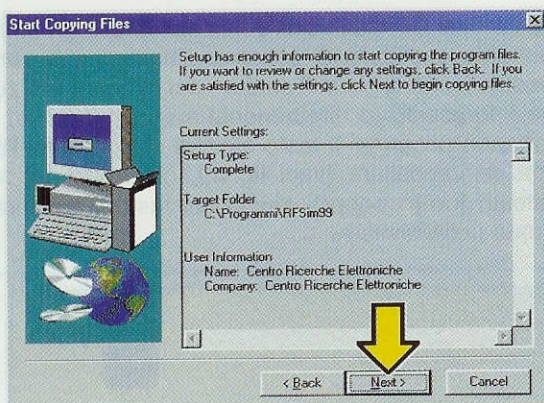 Start Copying Files
Setup has enough information to start copying the program files.
If you want to review or change any settings, click Back. If you
are satisfied with the settings, click Next to begin copying files.
Current Settings:
Setup Type:
Complete
Target Folder
C:\Programmi\RFSim99
User Information
Name: Centro Ricerche Elettroniche
Company: Centro Ricerche Elettroniche
< Back
Next >
Cancel